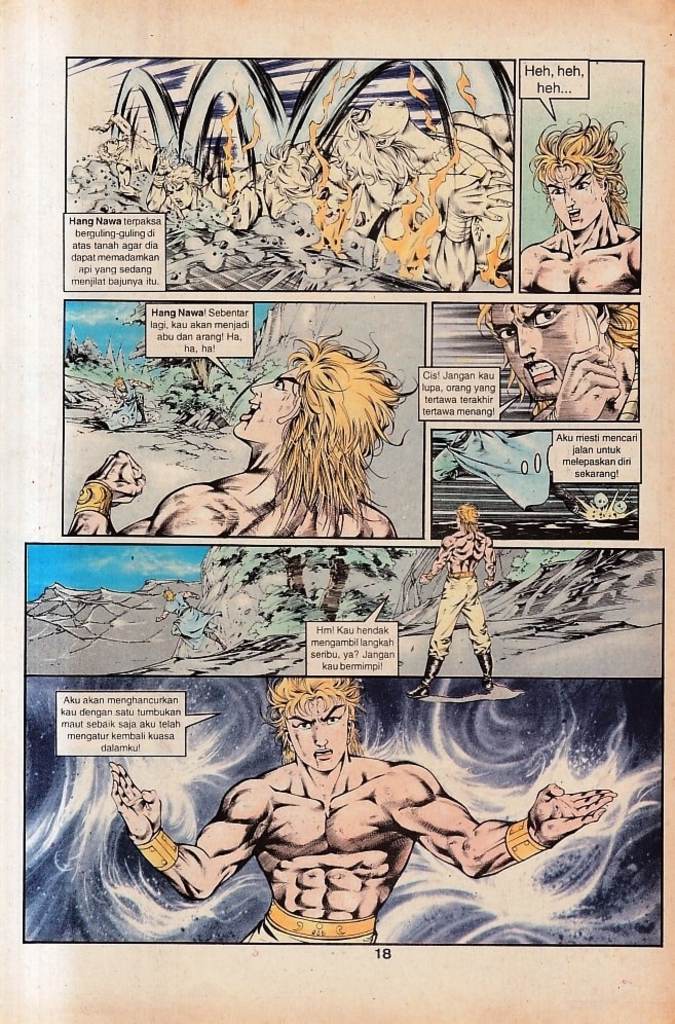 Heh, heh,
heh...
Hang Nawa terpaksa
berguling-guling di
atas tanah agar dia
dapat memadamkan
api yang sedang
menjilat bajunya itu.
Hang Nawa! Sebentar
lagi, kau akan menjadi
abu dan arang! Ha,
ha, ha!
Cis! Jangan kau
lupa, orang yang
tertawa terakhir
tertawa menang!
Aku mesti mencari
jalan untuk
melepaskan diri
sekarang!
Hm! Kau hendak
mengambil langkah
seribu, ya? Jangan
kau bermimpi!
Aku akan menghancurkan
kau dengan satu tumbukan
maut sebaik saja aku telah
mengatur kembali kuasa
dalamku!
18